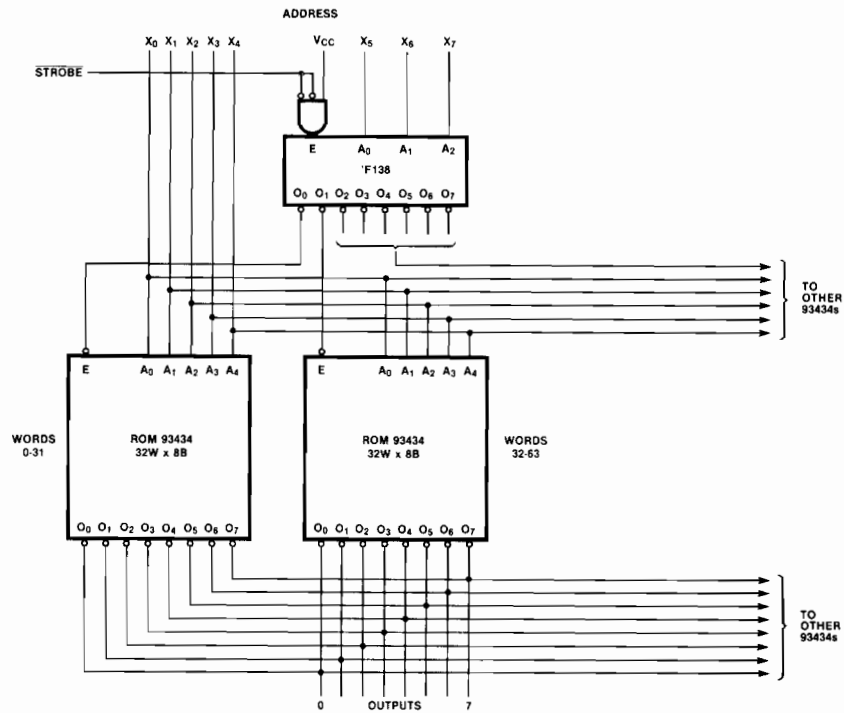 ADDRESS
X0 X1 X2 X3 X4 VCC X5 X6 X7
STROBE
E A0 A1 A2
'F138
O0 O1 O2 O3 O4 O5 O6 O7
TO
OTHER
93434s
E A0 A1 A2 A3 A4
E A0 A1 A2 A3 A4
WORDS
0-31
ROM 93434
32W x 8B
ROM 93434
32W x 8B
WORDS
32-63
O0 O1 O2 O3 O4 O5 O6 O7
O0 O1 O2 O3 O4 O5 O6 O7
TO
OTHER
93434s
0 OUTPUTS 7